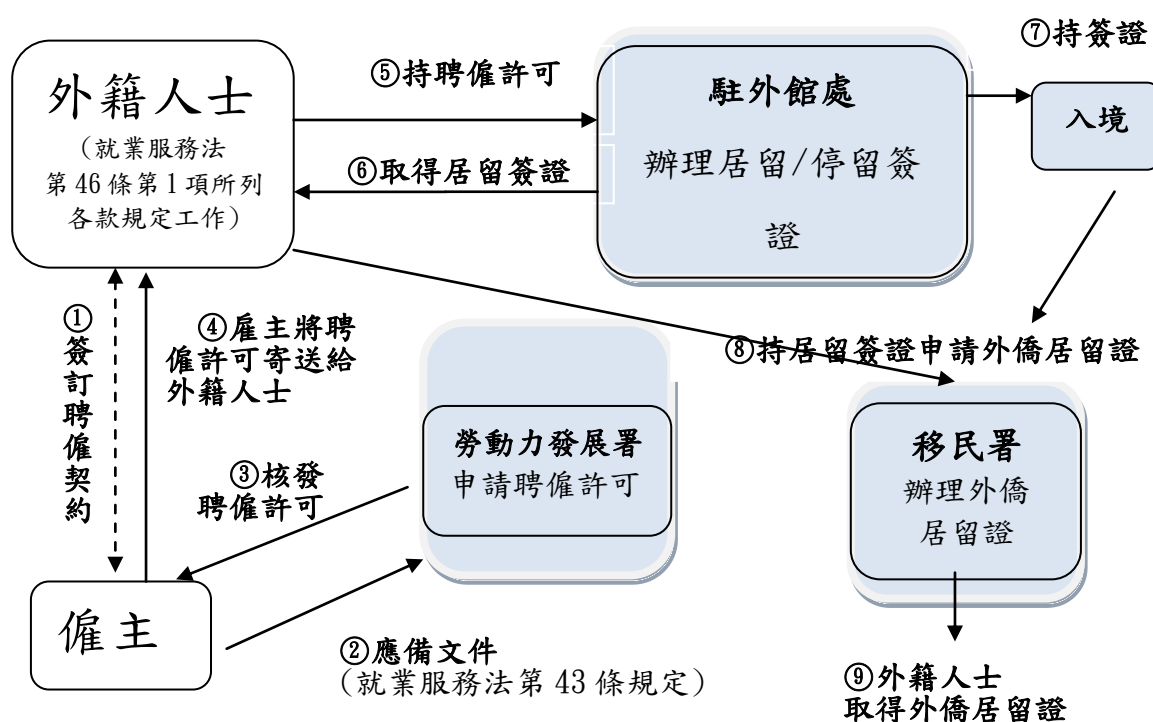 ⑦持簽證
外籍人士
（就業服務法
第46條第1項所列
各款規定工作）
⑤持聘僱許可
⑥取得居留簽證
駐外館處
辦理居留/停留簽
證
入境
①簽訂聘僱契約
④雇主將聘
僱許可寄送給
外籍人士
⑧持居留簽證申請外僑居留證
勞動力發展署
申請聘僱許可
移民署
辦理外僑
居留證
③核發
聘僱許可
僱主
②應備文件
（就業服務法第43條規定）
⑨外籍人士
取得外僑居留證